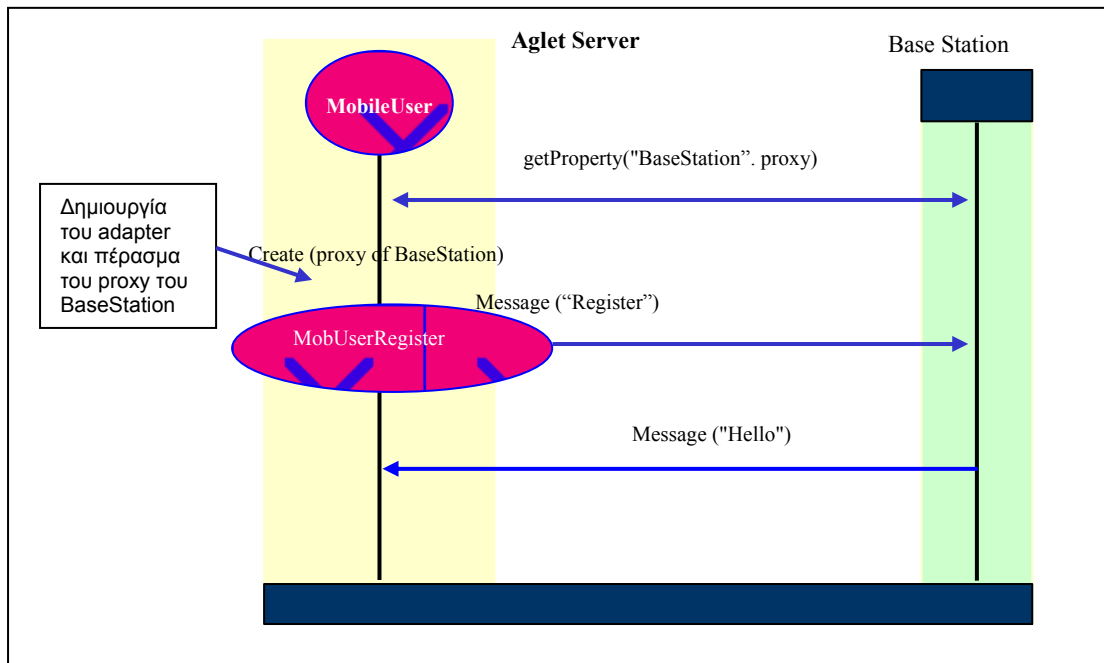 Aglet Server
Base Station
MobileUser
getProperty("BaseStation”. proxy)
Δημιουργία
του adapter
και πέρασμα
του proxy του
BaseStation
Create (proxy of BaseStation)
Message (“Register”)
MobUserRegister
Message ("Hello")